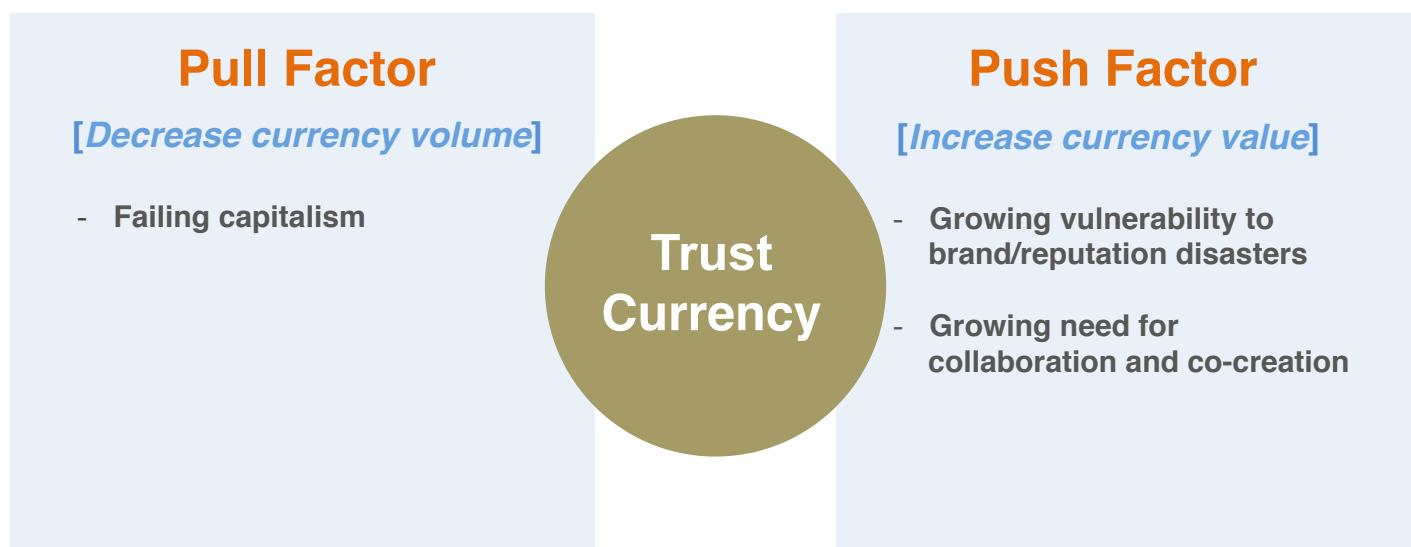 Pull Factor
[Decrease currency volume]
- Failing capitalism
Trust
Currency
Push Factor
[Increase currency value]
- Growing vulnerability to
brand/reputation disasters
- Growing need for
collaboration and co-creation